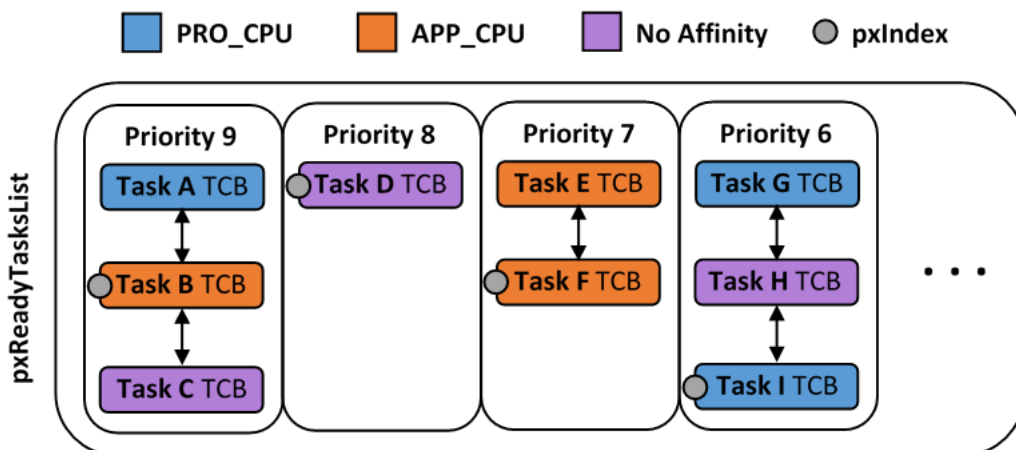 PRO_CPU APP_CPU No Affinity pxIndex
pxReadyTasksList
Priority 9
Task A TCB
Task B TCB
Task C TCB
Priority 8
Task D TCB
Priority 7
Task E TCB
Task F TCB
Priority 6
Task G TCB
Task H TCB
Task I TCB
. . .